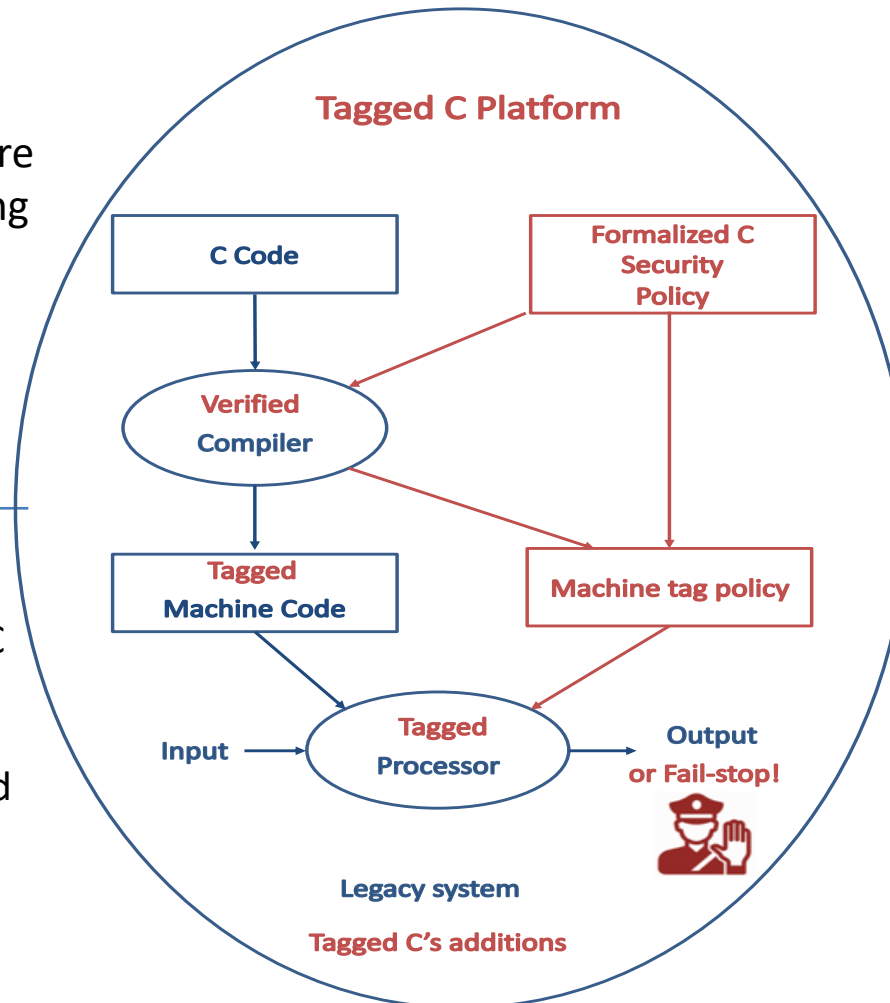 Tagged C Platform
C Code
Formalized C
Security
Policy
Verified
Compiler
Tagged
Machine Code
Machine tag policy
Input
Tagged
Processor
Output
or Fail-stop!
Legacy system
Tagged C's additions